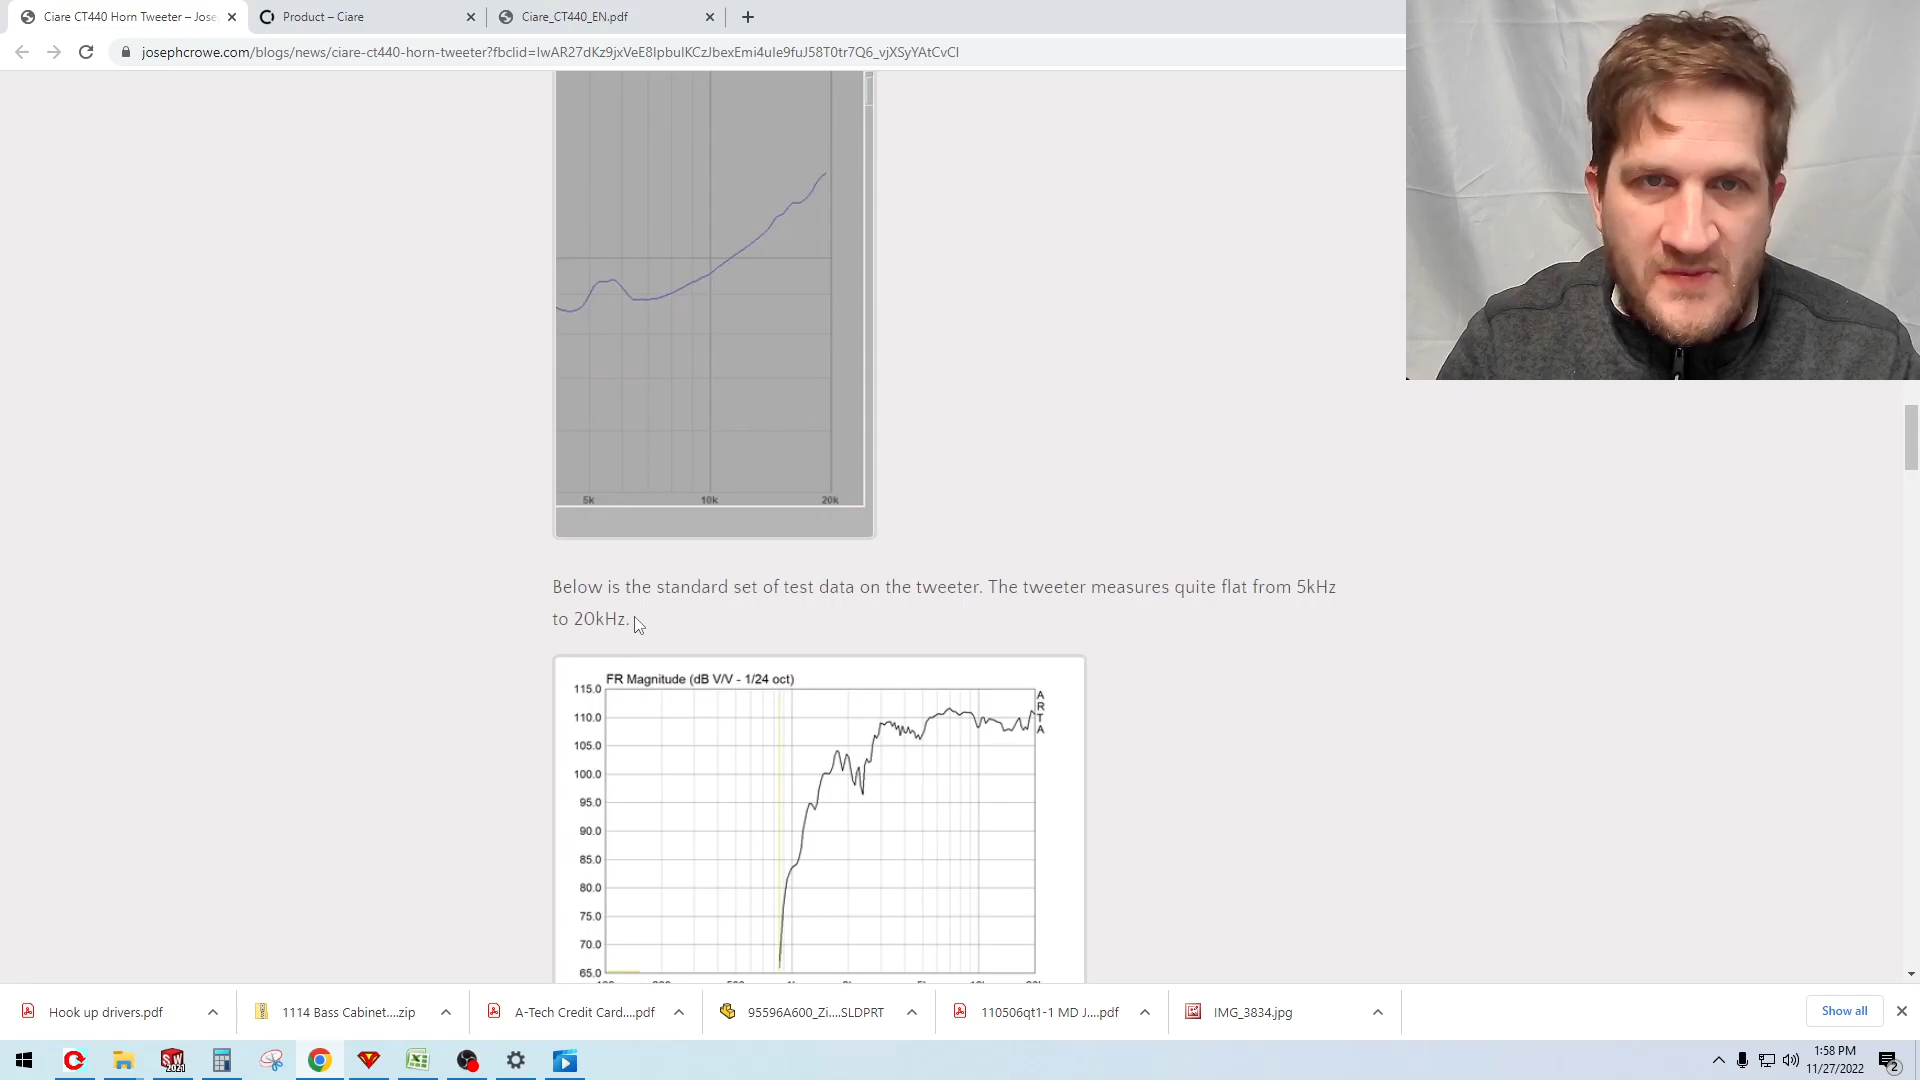 Ciare CT440 Horn Tweeter – Jose
Product – Ciare
Ciare_CT440_EN.pdf
josephcrowe.com/blogs/news/ciare-ct440-horn-tweeter?fbclid=
5k 10k 20k
Below is the standard set of test data on the tweeter. The tweeter measures quite flat from 5kHz
to 20kHz.
FR Magnitude (dB V/V - 1/24 oct)
115.0
110.0
105.0
100.0
95.0
90.0
85.0
80.0
75.0
70.0
65.0
A
R
T
A
Hook up drivers.pdf
1114 Bass Cabinet....zip
A-Tech Credit Card....pdf
95596A600_Zi....SLDPRT
110506qt1-1 MD J....pdf
IMG_3834.jpg
Show all
SW
2021
1:58 PM
11/27/2022
2